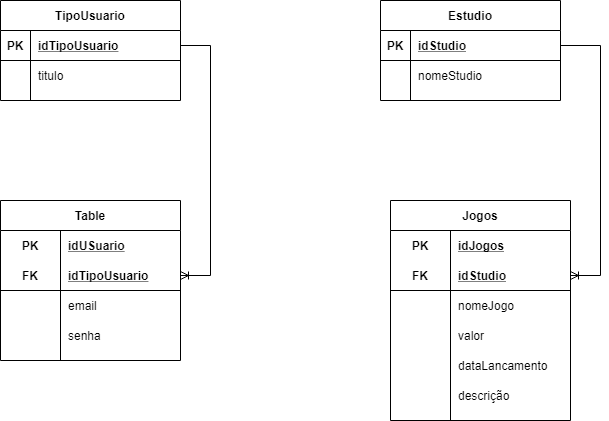 TipoUsuario
PK idTipoUsuario
titulo
Estudio
PK idStudio
nomeStudio
Table
PK idUSuario
FK idTipoUsuario
email
senha
Jogos
PK idJogos
FK idStudio
nomeJogo
valor
dataLancamento
descrição